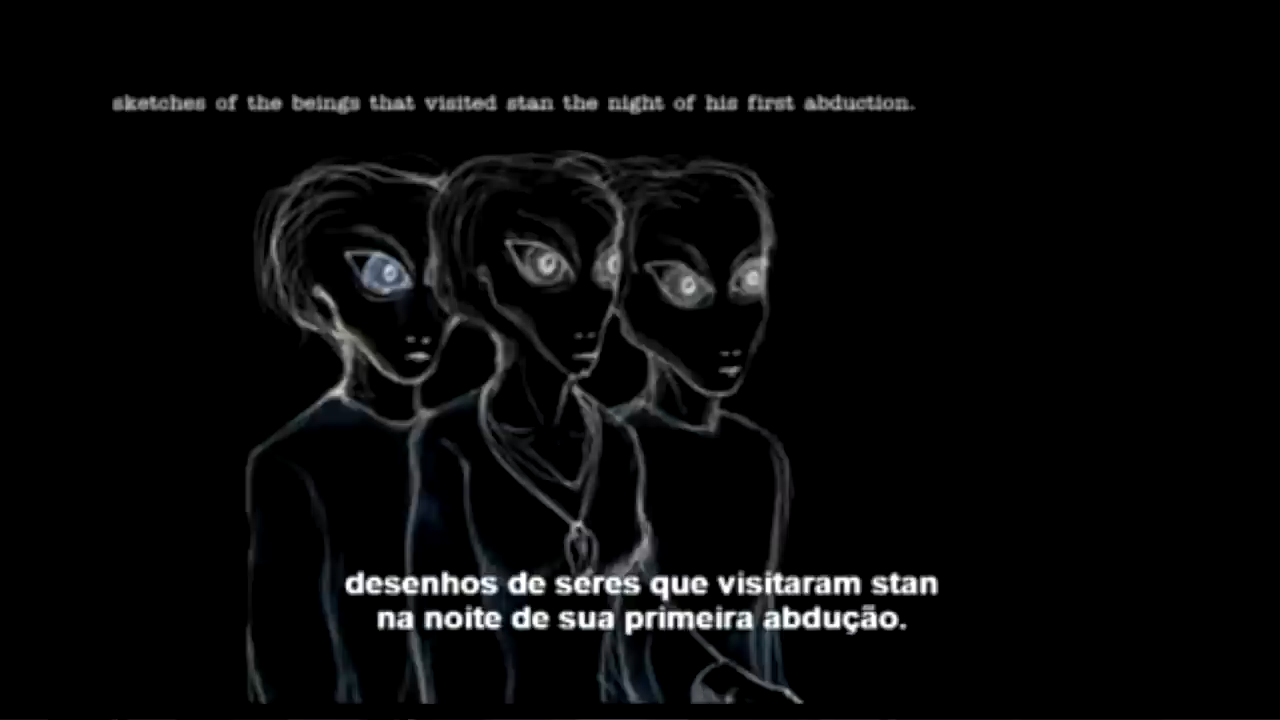 sketches of the beings that visited stan the night of his first abduction.
desenhos de seres que visitaram stan
na noite de sua primeira abdução.